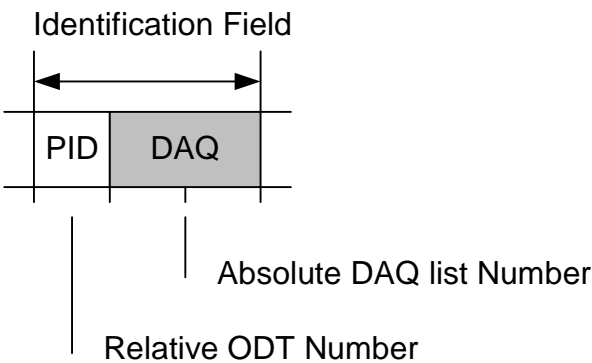 Identification Field
PID DAQ
Absolute DAQ list Number
Relative ODT Number